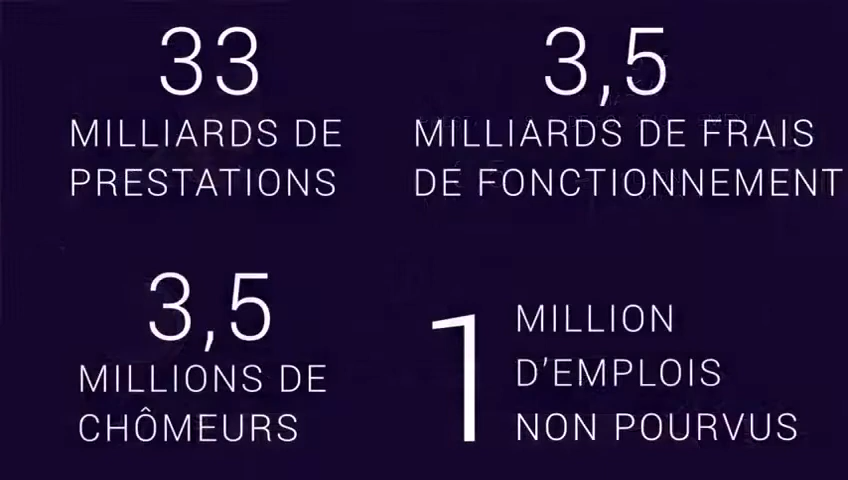 33
MILLIARDS DE
PRESTATIONS
3,5
MILLIARDS DE FRAIS
DE FONCTIONNEMENT
3,5
MILLIONS DE
CHÔMEURS
1
MILLION
D'EMPLOIS
NON POURVUS